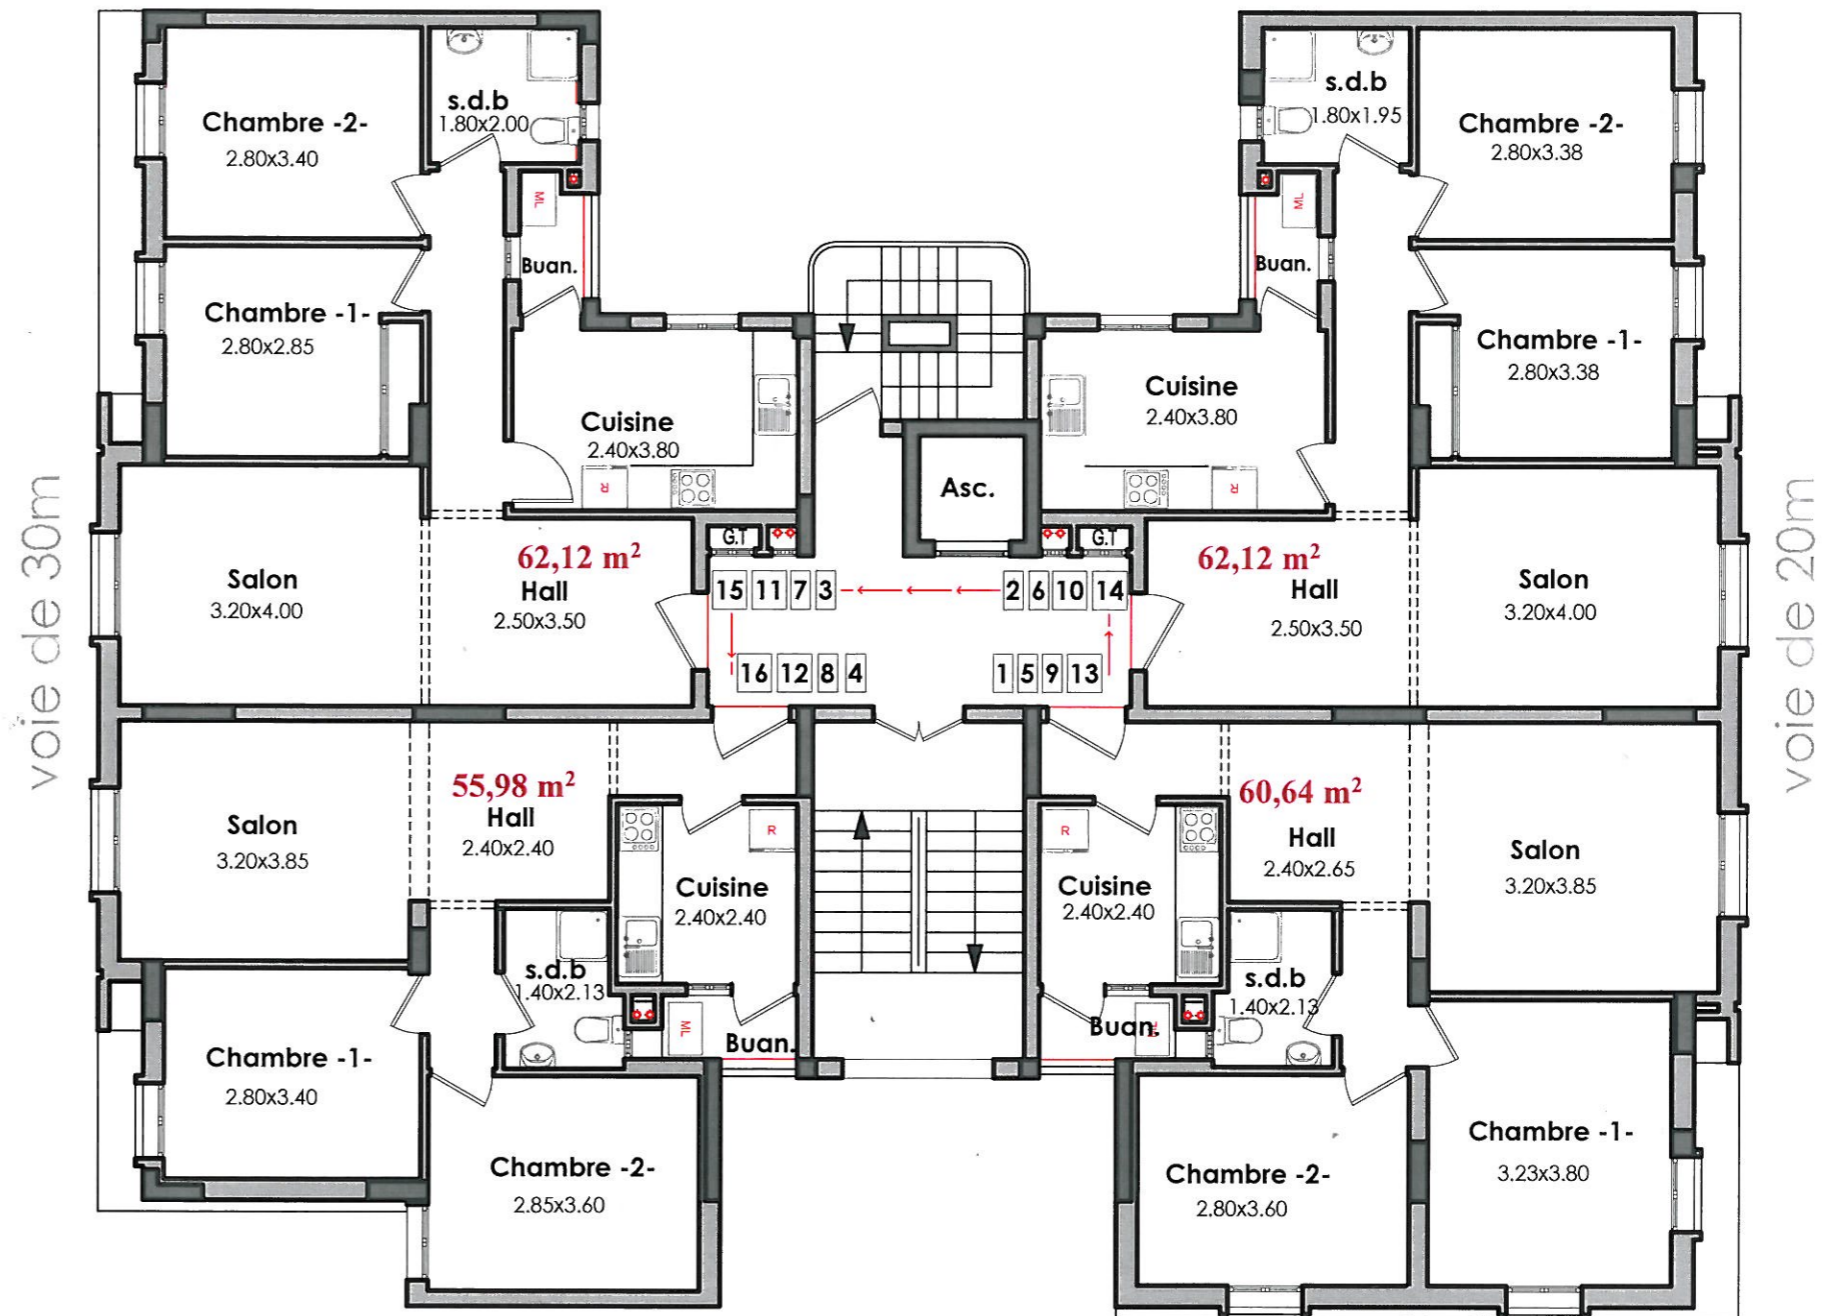 Chambre -2-
2.80x3.40
s.d.b
1.80x2.00
ML
Buan.
Chambre -1-
2.80x2.85
Cuisine
2.40x3.80
R
s.d.b
1.80x1.95
Chambre -2-
2.80x3.38
ML
Buan.
Chambre -1-
2.80x3.38
Cuisine
2.40x3.80
R
Asc.
voie de 30m
Salon
3.20x4.00
62,12 m²
Hall
2.50x3.50
G.T
G.T
15 11 7 3
2 6 10 14
16 12 8 4
1 5 9 13
62,12 m²
Hall
2.50x3.50
Salon
3.20x4.00
voie de 20m
Salon
3.20x3.85
55,98 m²
Hall
2.40x2.40
R
Cuisine
2.40x2.40
s.d.b
1.40x2.13
ML
Buan.
Chambre -1-
2.80x3.40
Chambre -2-
2.85x3.60
60,64 m²
Hall
2.40x2.65
Salon
3.20x3.85
R
Cuisine
2.40x2.40
s.d.b
1.40x2.13
Buan.
Chambre -2-
2.80x3.60
Chambre -1-
3.23x3.80